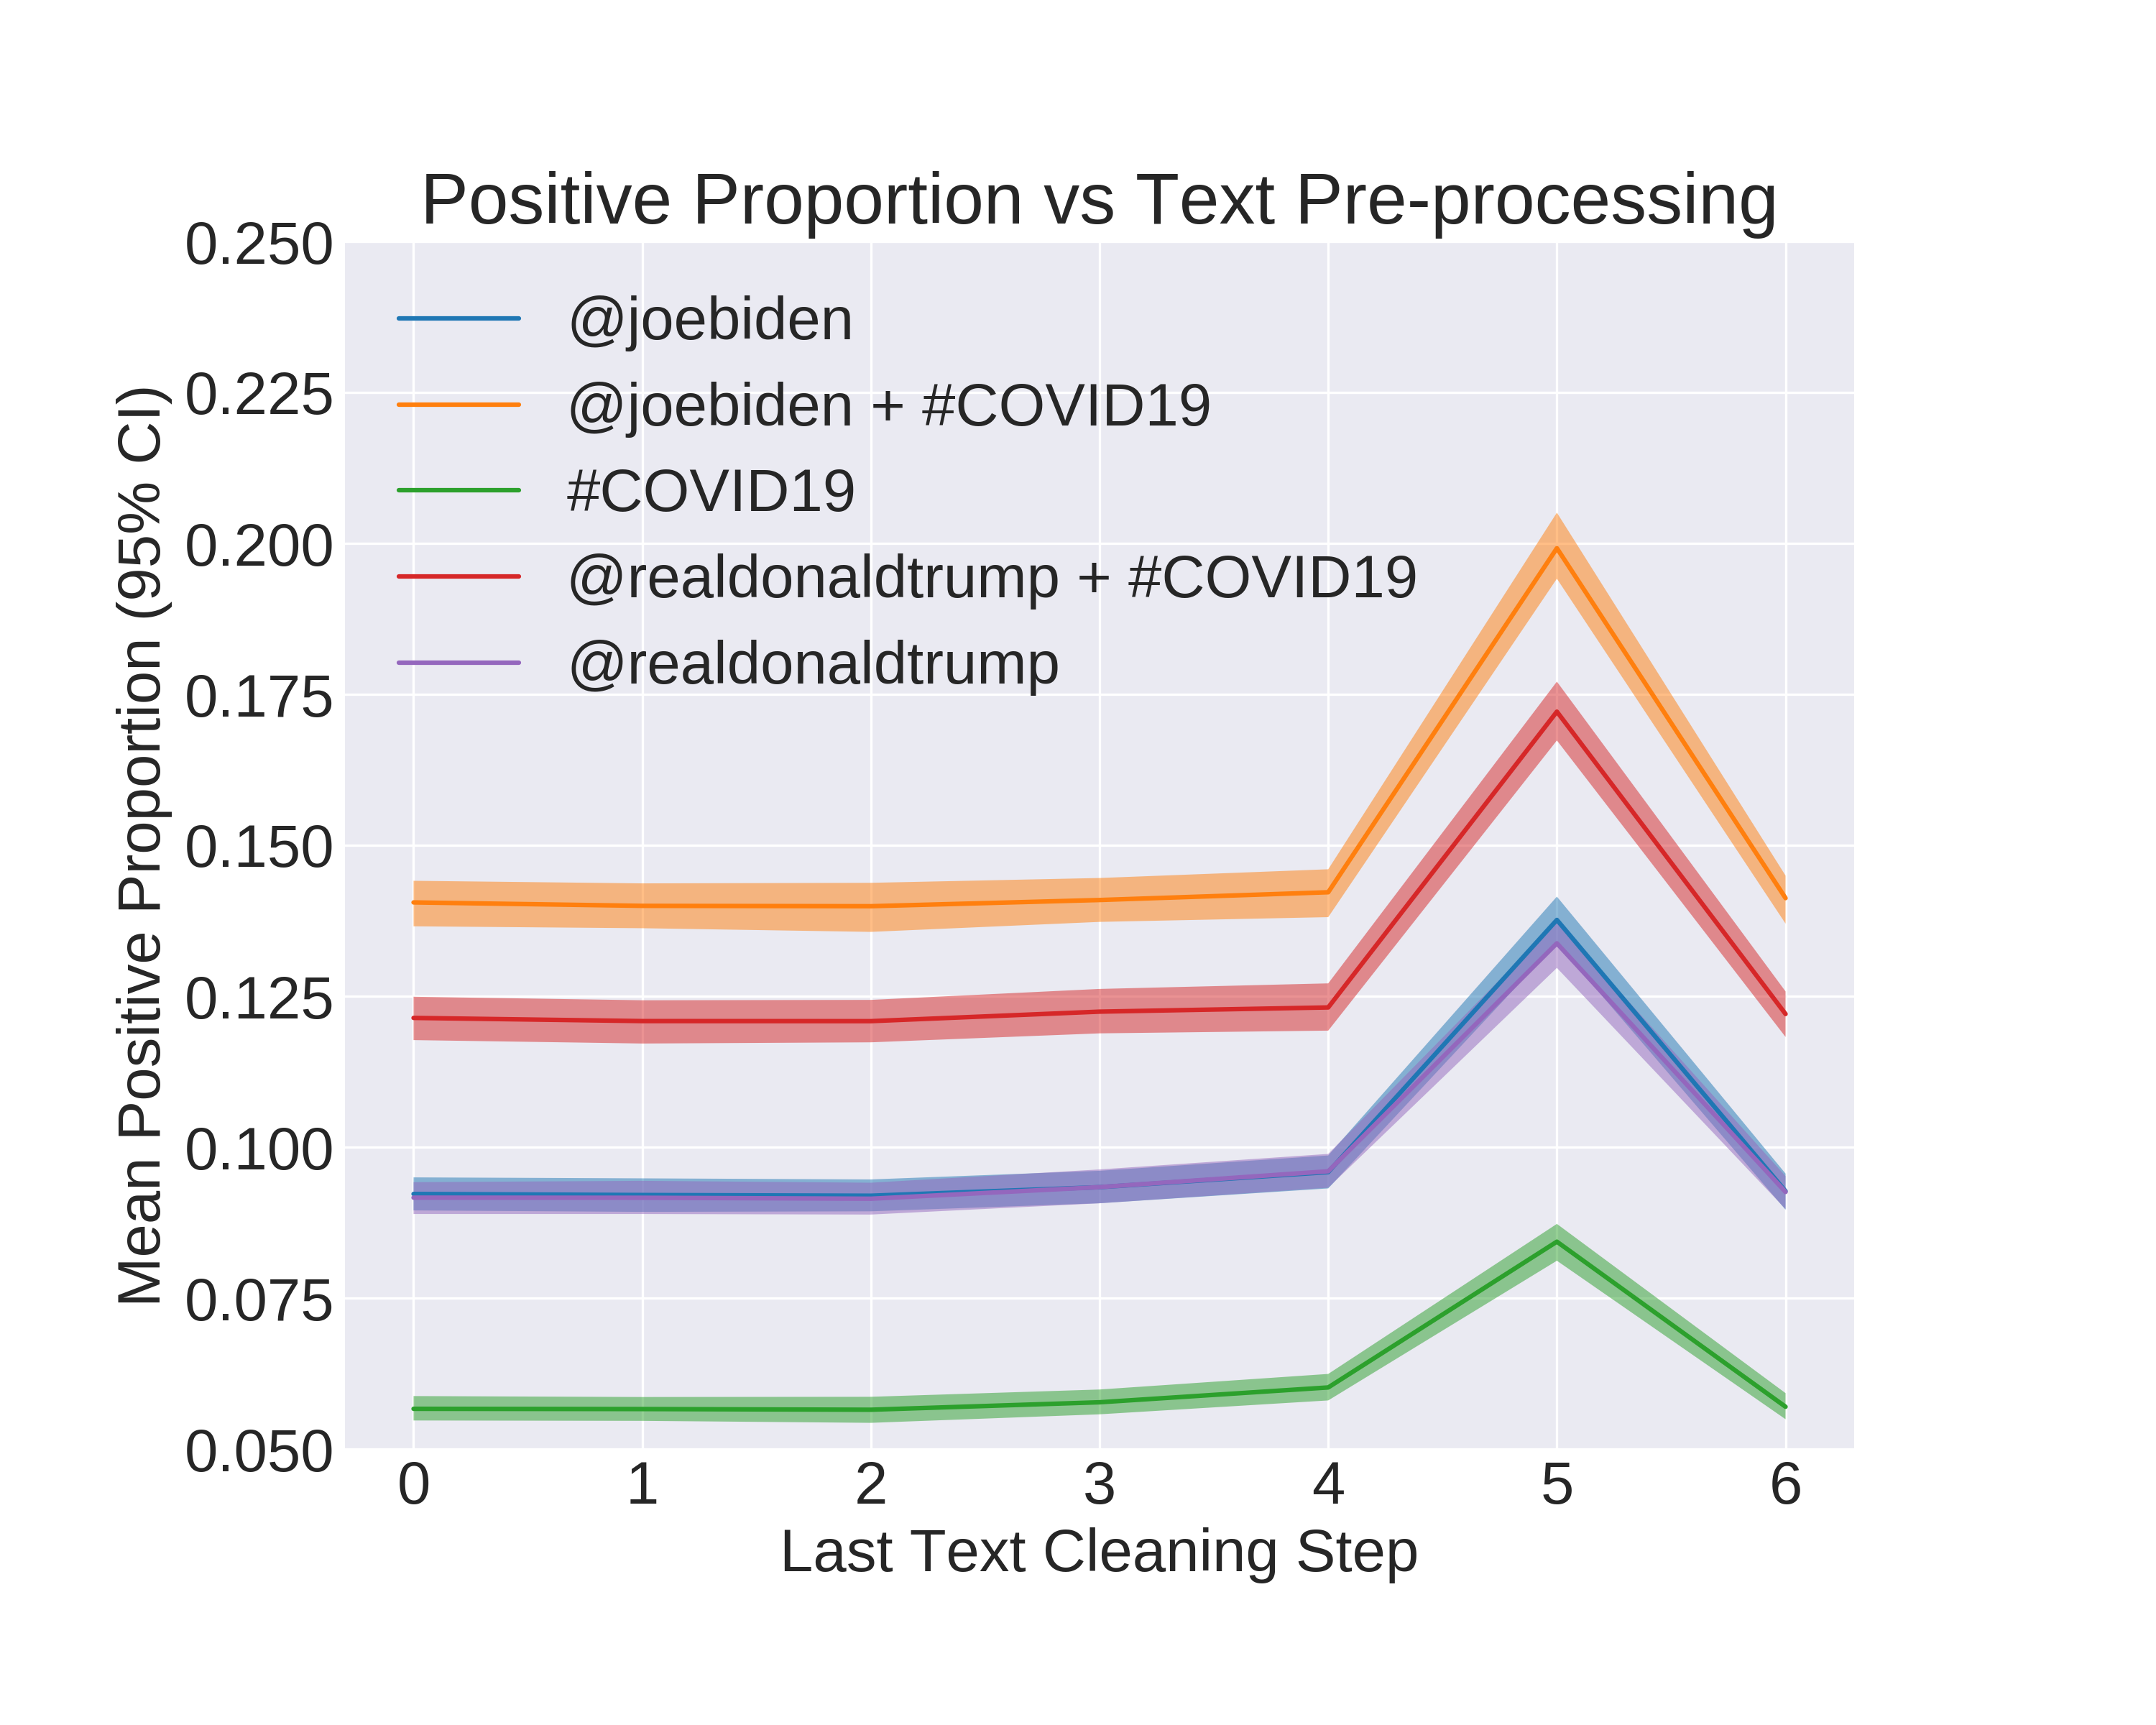 Positive Proportion vs Text Pre-processing
0.250
0.225
0.200
0.175
0.150
0.125
0.100
0.075
0.050
Mean Positive Proportion (95% CI)
@joebiden
@joebiden + #COVID19
#COVID19
@realdonaldtrump + #COVID19
@realdonaldtrump
0 1 2 3 4 5 6
Last Text Cleaning Step